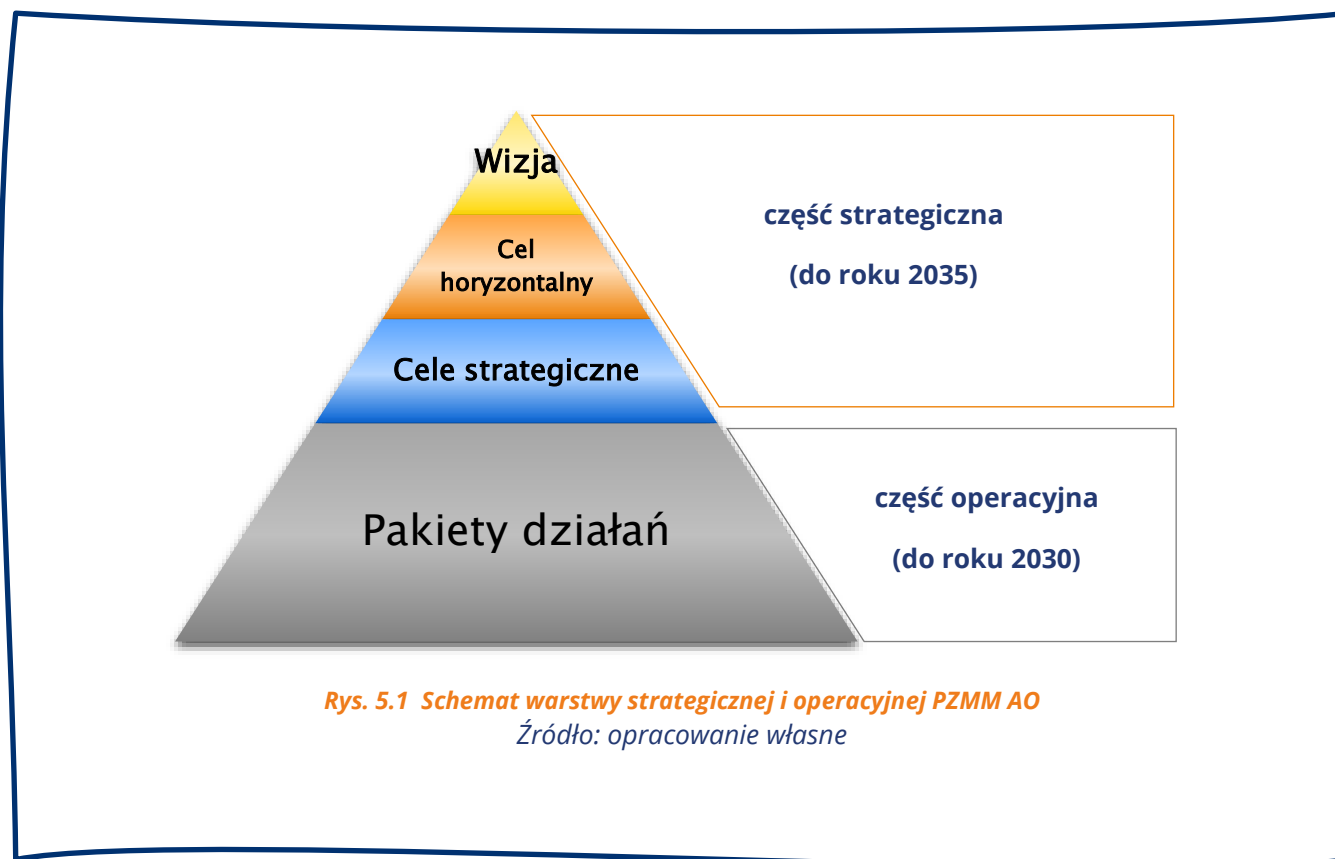 Wizja
Cel
horyzontalny
Cele strategiczne
Pakiety działań
część strategiczna
(do roku 2035)
część operacyjna
(do roku 2030)
Rys. 5.1  Schemat warstwy strategicznej i operacyjnej PZMM AO
Źródło: opracowanie własne